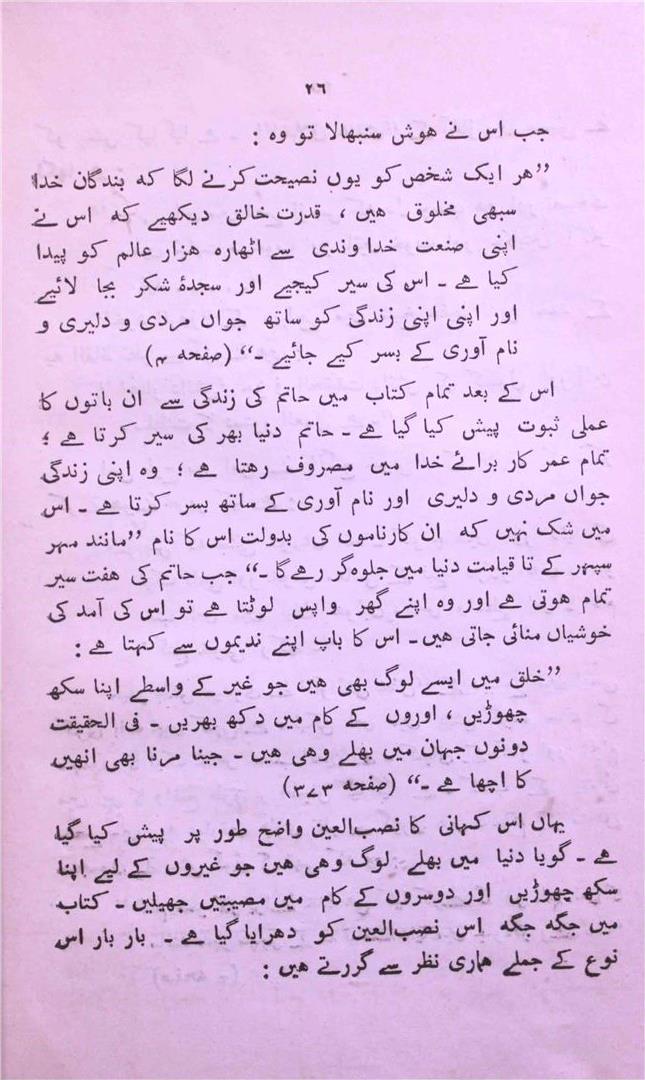 ۲٦
جب اس نے ہوش سنبھالا تو وہ :
”ہر ایک شخص کو یوں نصیحت کرنے لگا کہ بندگان خدا
سبھی مخلوق ہیں ، قدرت خالق دیکھیے کہ اس نے
اپنی صنعت خدا وندی سے اٹھارہ ہزار عالم کو پیدا
کیا ہے ۔ اس کی سیر کیجیے اور سجدۂ شکر بجا لائیے
اور اپنی اپنی زندگی کو ساتھ جواں مردی و دلیری و
نام آوری کے بسر کیے جائیے ۔“ (صفحہ ۴)
اس کے بعد تمام کتاب میں حاتم کی زندگی سے ان باتوں کا
عملی ثبوت پیش کیا گیا ہے ۔ حاتم دنیا بھر کی سیر کرتا ہے ؛
تمام عمر کار برائے خدا میں مصروف رہتا ہے ؛ وہ اپنی زندگی
جواں مردی و دلیری اور نام آوری کے ساتھ بسر کرتا ہے ۔ اس
میں شک نہیں کہ ان کارناموں کی بدولت اس کا نام ”مانند مہر
سپہر کے تا قیامت دنیا میں جلوہ گر رہے گا ۔“ جب حاتم کی ہفت سیر
تمام ہوتی ہے اور وہ اپنے گھر واپس لوٹتا ہے تو اس کی آمد کی
خوشیاں منائی جاتی ہیں ۔ اس کا باپ اپنے ندیموں سے کہتا ہے :
”خلق میں ایسے لوگ بھی ہیں جو غیر کے واسطے اپنا سکھ
چھوڑیں ، اوروں کے کام میں دکھ بھریں ۔ فی الحقیقت
دونوں جہان میں بھلے وہی ہیں ۔ جینا مرنا بھی انھیں
کا اچھا ہے ۔“ (صفحہ ۳۷۳)
یہاں اس کہانی کا نصب‌العین واضح طور پر پیش کیا گیا
ہے ۔ گویا دنیا میں بھلے لوگ وہی ہیں جو غیروں کے لیے اپنا
سکھ چھوڑیں اور دوسروں کے کام میں مصیبتیں جھیلیں ۔ کتاب
میں جگہ جگہ اس نصب‌العین کو دھرایا گیا ہے ۔ بار بار اس
نوع کے جملے ہماری نظر سے گزرتے ہیں :